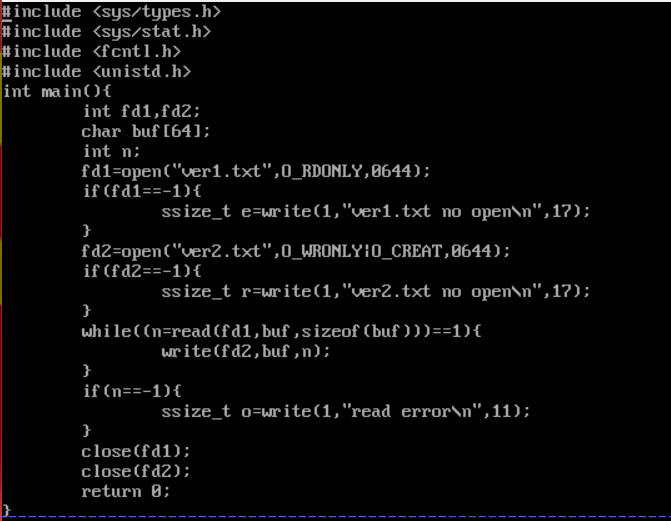 #include <sys/types.h>
#include <sys/stat.h>
#include <fcntl.h>
#include <unistd.h>
int main(){
        int fd1,fd2;
        char buf[64];
        int n;
        fd1=open("ver1.txt",O_RDONLY,0644);
        if(fd1==-1){
                ssize_t e=write(1,"ver1.txt no open\n",17);
        }
        fd2=open("ver2.txt",O_WRONLY|O_CREAT,0644);
        if(fd2==-1){
                ssize_t r=write(1,"ver2.txt no open\n",17);
        }
        while((n=read(fd1,buf,sizeof(buf)))==1){
                write(fd2,buf,n);
        }
        if(n==-1){
                ssize_t o=write(1,"read error\n",11);
        }
        close(fd1);
        close(fd2);
        return 0;
}